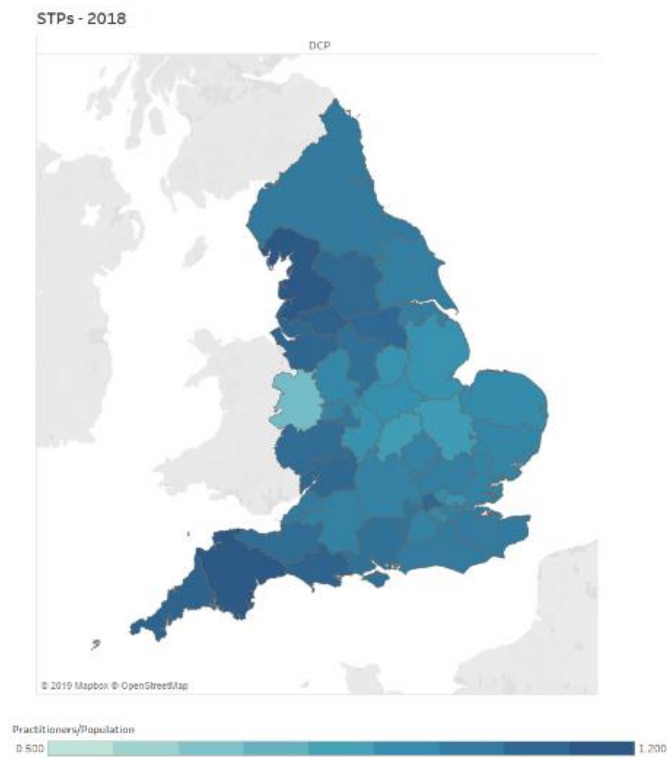 STPs - 2018
DCP
© 2019 Mapbox © OpenStreetMap
Practitioners/Population
0.500
1.200